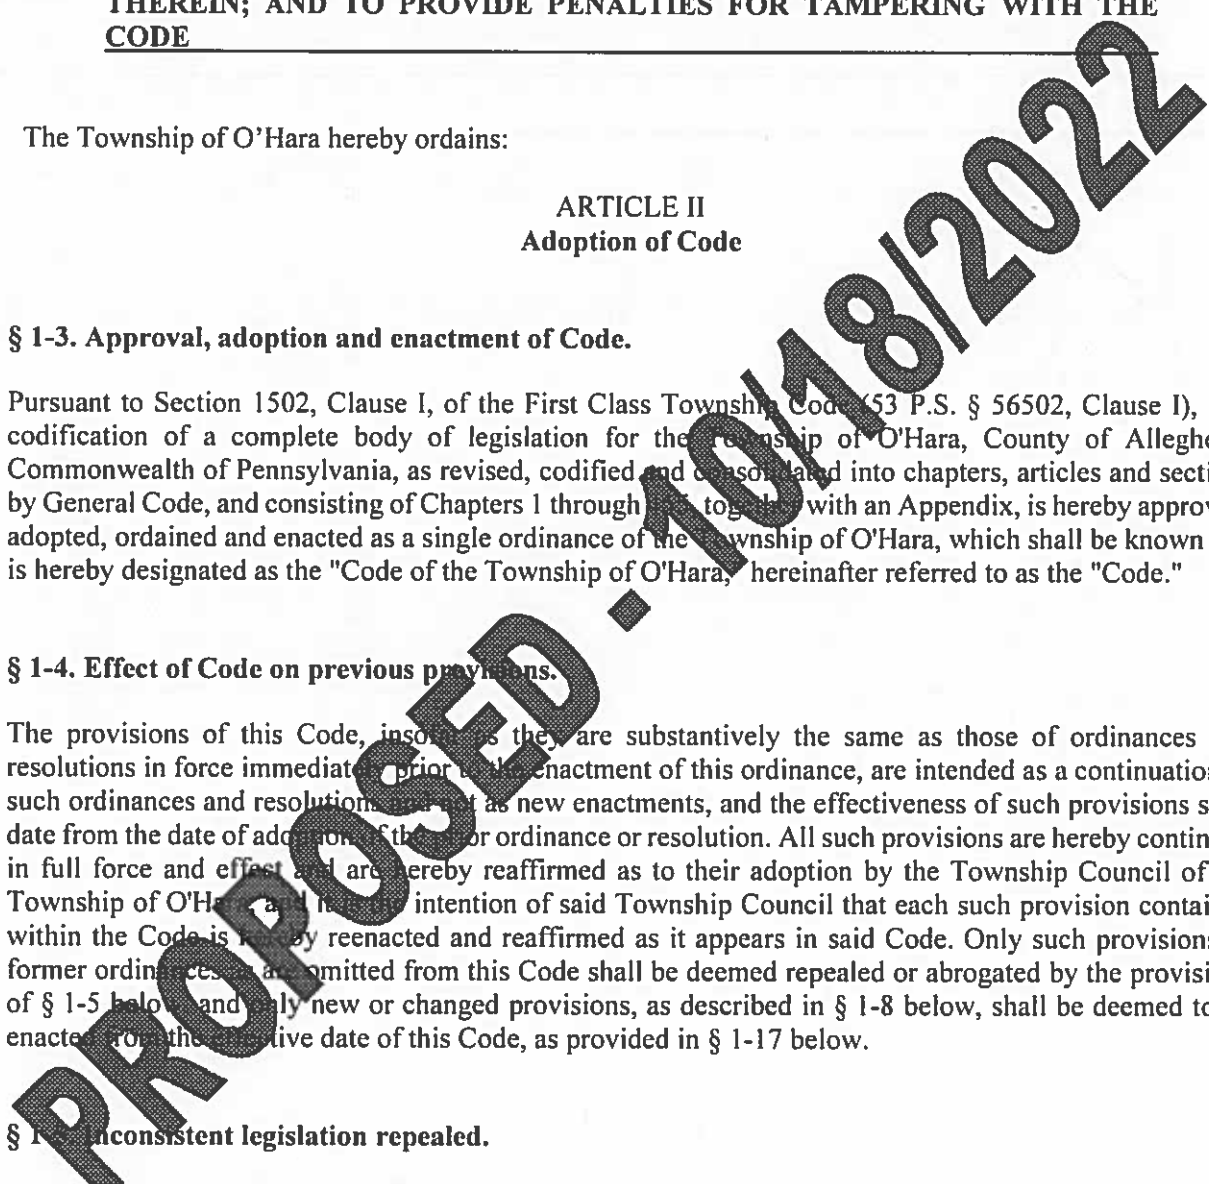 THEREIN; AND TO PROVIDE PENALTIES FOR TAMPERING WITH THE
CODE
The Township of O'Hara hereby ordains:
ARTICLE II
Adoption of Code
§ 1-3. Approval, adoption and enactment of Code.
Pursuant to Section 1502, Clause I, of the First Class Township Code (53 P.S. § 56502, Clause I),
codification of a complete body of legislation for the Township of O'Hara, County of Alleghe
Commonwealth of Pennsylvania, as revised, codified and consolidated into chapters, articles and secti
by General Code, and consisting of Chapters 1 through together with an Appendix, is hereby approv
adopted, ordained and enacted as a single ordinance of the Township of O'Hara, which shall be known
is hereby designated as the "Code of the Township of O'Hara," hereinafter referred to as the "Code."
§ 1-4. Effect of Code on previous provisions.
The provisions of this Code, insofar as they are substantively the same as those of ordinances
resolutions in force immediately prior to the enactment of this ordinance, are intended as a continuation
such ordinances and resolutions and not as new enactments, and the effectiveness of such provisions s
date from the date of adoption of the prior ordinance or resolution. All such provisions are hereby contin
in full force and effect and are hereby reaffirmed as to their adoption by the Township Council of
Township of O'Hara, and it is the intention of said Township Council that each such provision contai
within the Code is hereby reenacted and reaffirmed as it appears in said Code. Only such provisions
former ordinances as are omitted from this Code shall be deemed repealed or abrogated by the provisi
of § 1-5 below, and only new or changed provisions, as described in § 1-8 below, shall be deemed to
enacted from the effective date of this Code, as provided in § 1-17 below.
§ 1-5. Inconsistent legislation repealed.
PROPOSED - 10/18/2022